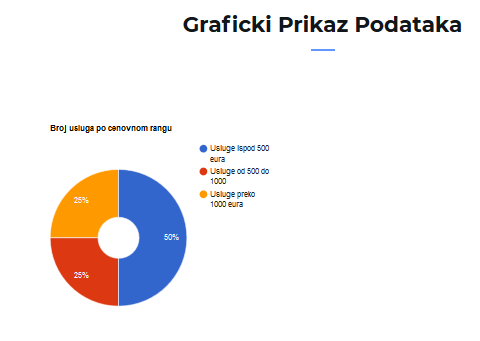 Graficki Prikaz Podataka
Broj usluga po cenovnom rangu
Usluge ispod 500
eura
Usluge od 500 do
1000
Usluge preko
1000 eura
25%
50%
25%